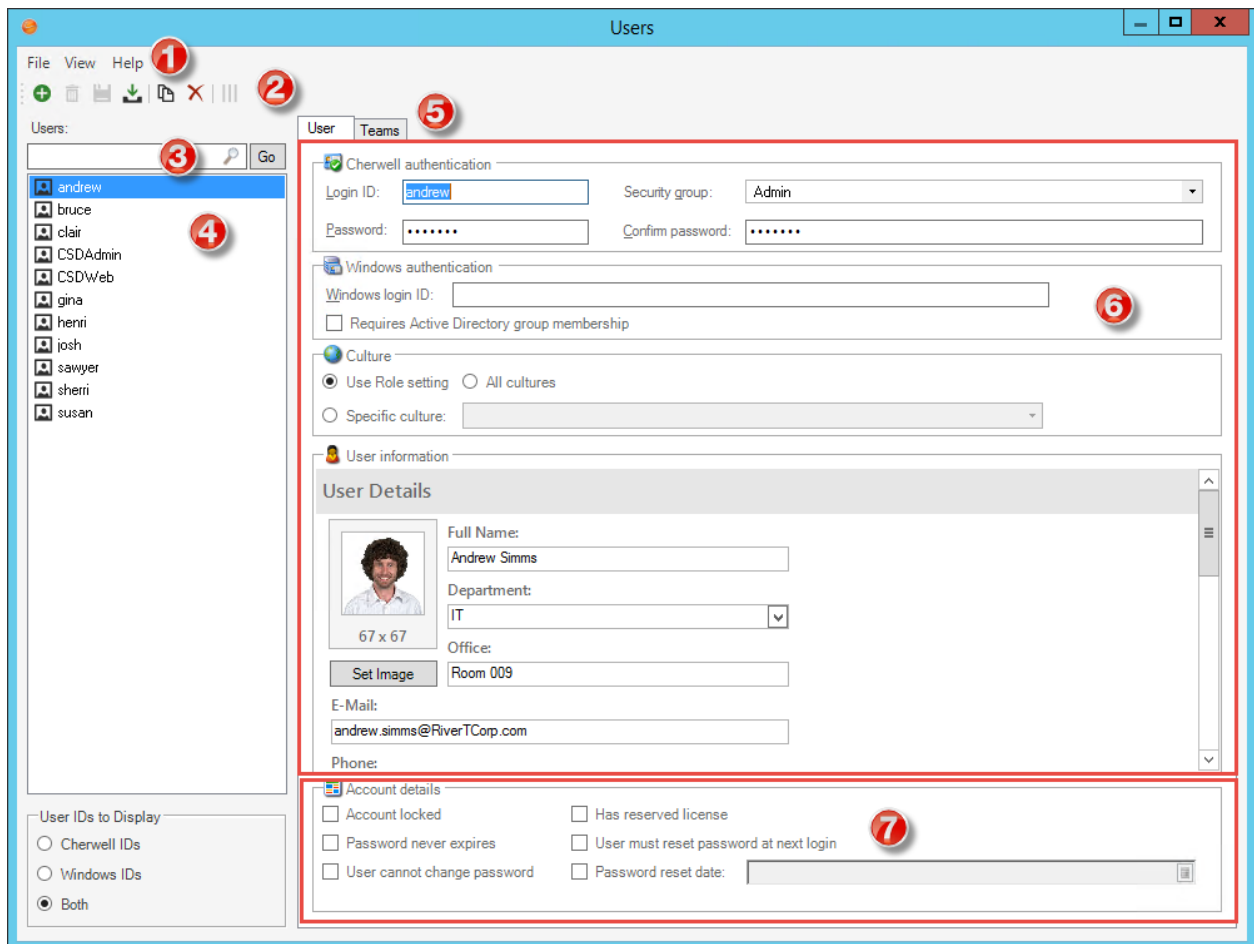 Users
File View Help
1
2
Users:
Go
3
andrew
bruce
clair
CSDAdmin
CSDWeb
gina
henri
josh
sawyer
sherri
susan
4
User IDs to Display
Cherwell IDs
Windows IDs
Both
User Teams
5
Cherwell authentication
Login ID: andrew Security group: Admin
Password: ••••••• Confirm password: •••••••
Windows authentication
Windows login ID:
Requires Active Directory group membership
6
Culture
Use Role setting All cultures
Specific culture:
User information
User Details
67 x 67
Set Image
Full Name:
Andrew Simms
Department:
IT
Office:
Room 009
E-Mail:
andrew.simms@RiverTCorp.com
Phone:
Account details
Account locked Has reserved license
Password never expires User must reset password at next login
User cannot change password Password reset date:
7